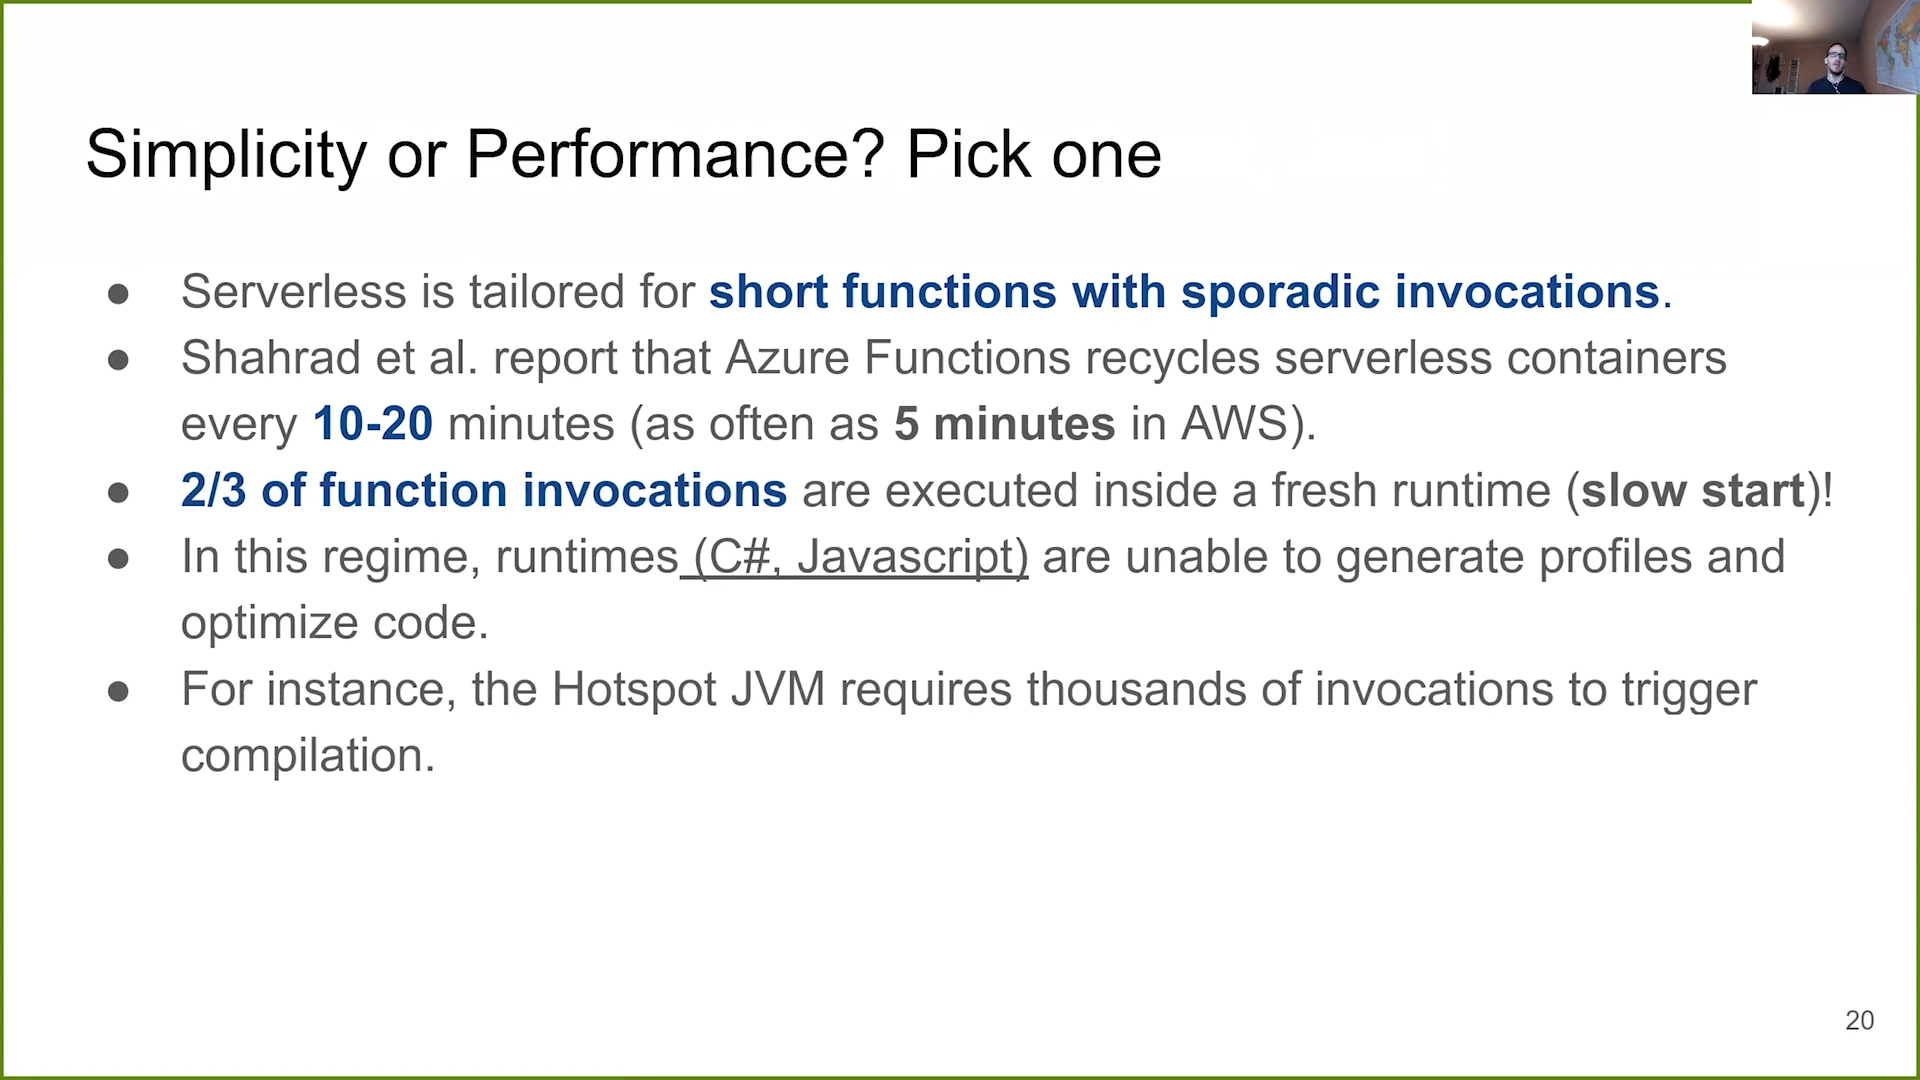 Simplicity or Performance? Pick one
● Serverless is tailored for short functions with sporadic invocations.
● Shahrad et al. report that Azure Functions recycles serverless containers
every 10-20 minutes (as often as 5 minutes in AWS).
● 2/3 of function invocations are executed inside a fresh runtime (slow start)!
● In this regime, runtimes (C#, Javascript) are unable to generate profiles and
optimize code.
● For instance, the Hotspot JVM requires thousands of invocations to trigger
compilation.
20